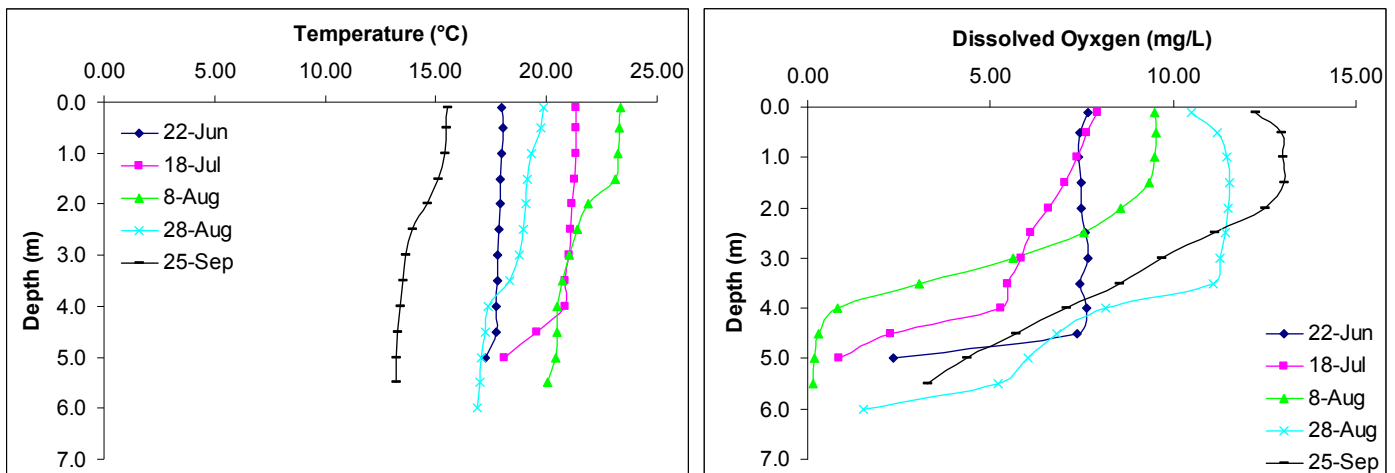 Temperature (°C)
0.00 5.00 10.00 15.00 20.00 25.00
0.0
1.0
2.0
3.0
4.0
5.0
6.0
7.0
Depth (m)
22-Jun
18-Jul
8-Aug
28-Aug
25-Sep
Dissolved Oyxgen (mg/L)
0.00 5.00 10.00 15.00
0.0
1.0
2.0
3.0
4.0
5.0
6.0
7.0
Depth (m)
22-Jun
18-Jul
8-Aug
28-Aug
25-Sep